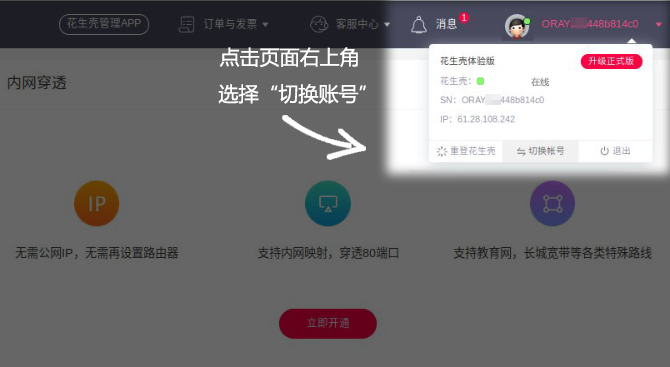 花生壳管理APP 订单与发票 客服中心 消息 1 ORAY 448b814c0
点击页面右上角
选择“切换账号”
花生壳体验版 升级正式版
花生壳： 在线
SN：ORAY 448b814c0
IP：61.28.108.242
重登花生壳 切换帐号 退出
内网穿透
IP
无需公网IP，无需再设置路由器
支持内网映射，穿透80端口
支持教育网，长城宽带等各类特殊路线
立即开通